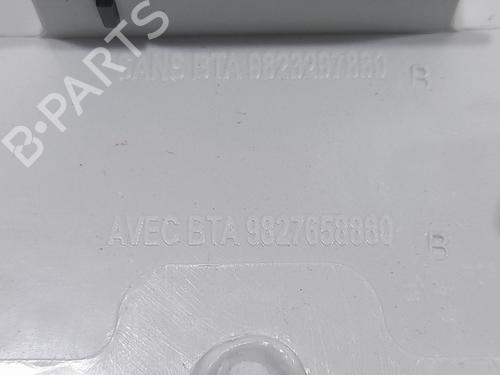 B-PARTS
SANS BTA 9823297880 B
AVEC BTA 9827658880 B